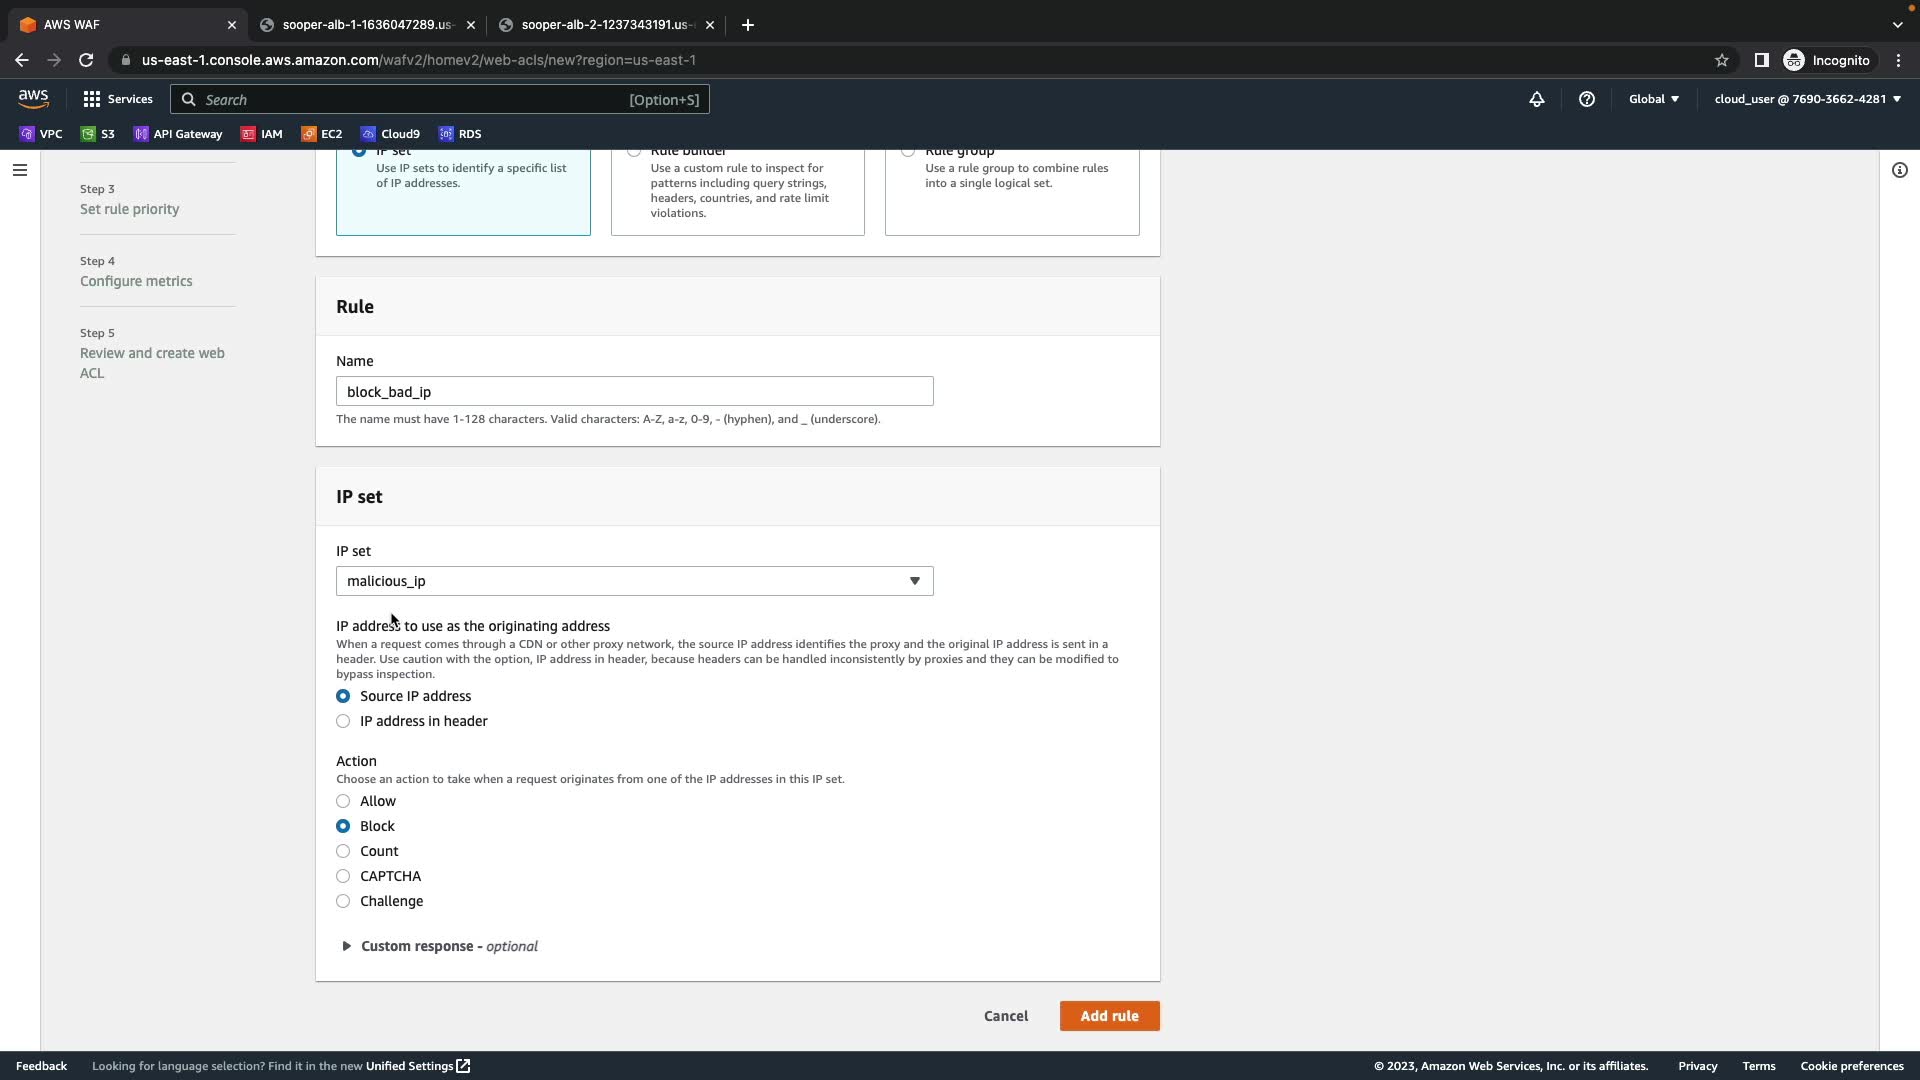 AWS WAF
sooper-alb-1-1636047289.us-
sooper-alb-2-1237343191.us-
us-east-1.console.aws.amazon.com/wafv2/homev2/web-acls/new?region=us-east-1
Incognito
aws
Services
Search
[Option+S]
Global
cloud_user @ 7690-3662-4281
VPC
S3
API Gateway
IAM
EC2
Cloud9
RDS
Step 3
Set rule priority
Step 4
Configure metrics
Step 5
Review and create web
ACL
IP set
Use IP sets to identify a specific list
of IP addresses.
Rule builder
Use a custom rule to inspect for
patterns including query strings,
headers, countries, and rate limit
violations.
Rule group
Use a rule group to combine rules
into a single logical set.
Rule
Name
block_bad_ip
The name must have 1-128 characters. Valid characters: A-Z, a-z, 0-9, - (hyphen), and _ (underscore).
IP set
IP set
malicious_ip
IP address to use as the originating address
When a request comes through a CDN or other proxy network, the source IP address identifies the proxy and the original IP address is sent in a
header. Use caution with the option, IP address in header, because headers can be handled inconsistently by proxies and they can be modified to
bypass inspection.
Source IP address
IP address in header
Action
Choose an action to take when a request originates from one of the IP addresses in this IP set.
Allow
Block
Count
CAPTCHA
Challenge
Custom response - optional
Cancel
Add rule
Feedback
Looking for language selection? Find it in the new Unified Settings
© 2023, Amazon Web Services, Inc. or its affiliates.
Privacy
Terms
Cookie preferences